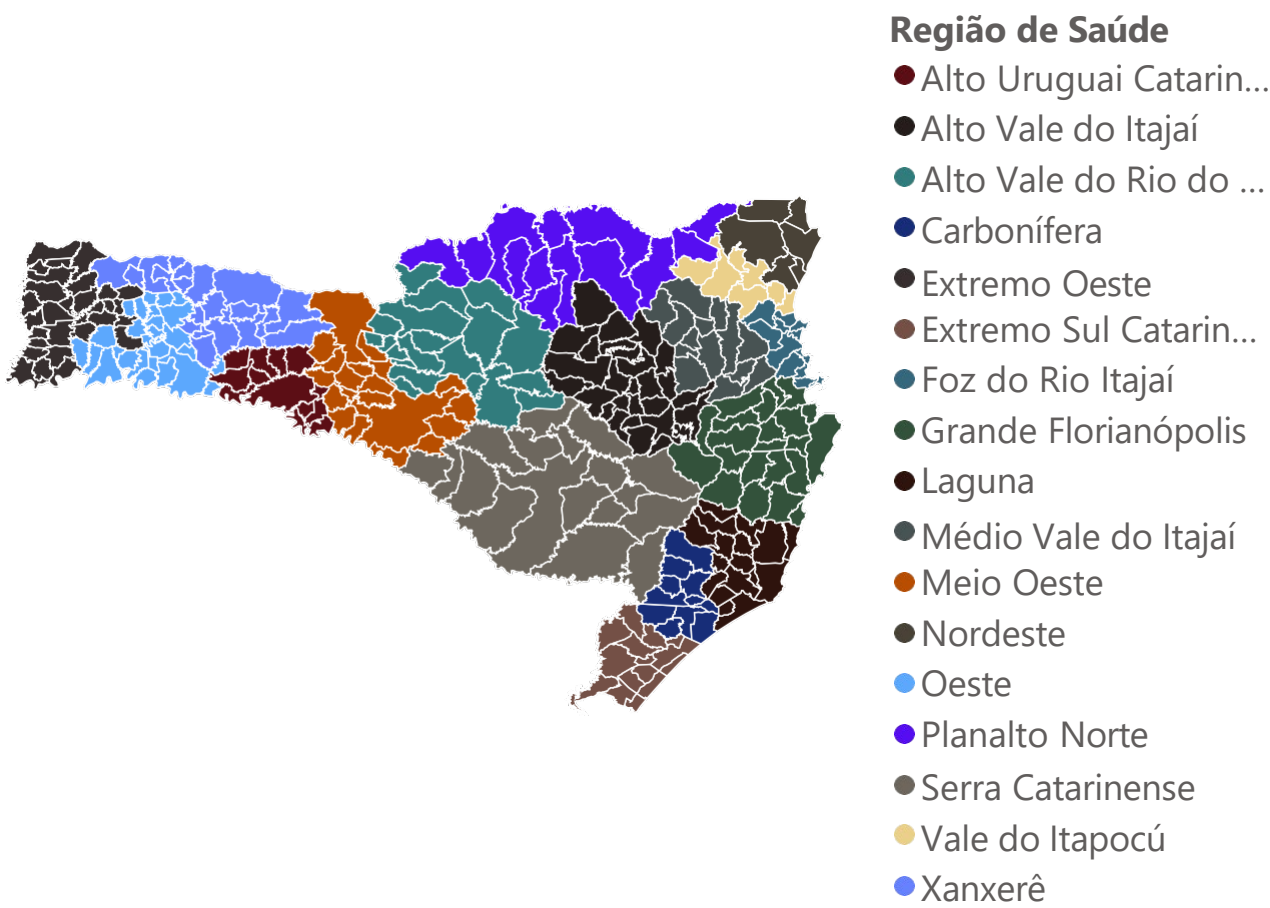 Região de Saúde
Alto Uruguai Catarin...
Alto Vale do Itajaí
Alto Vale do Rio do ...
Carbonífera
Extremo Oeste
Extremo Sul Catarin...
Foz do Rio Itajaí
Grande Florianópolis
Laguna
Médio Vale do Itajaí
Meio Oeste
Nordeste
Oeste
Planalto Norte
Serra Catarinense
Vale do Itapocú
Xanxerê